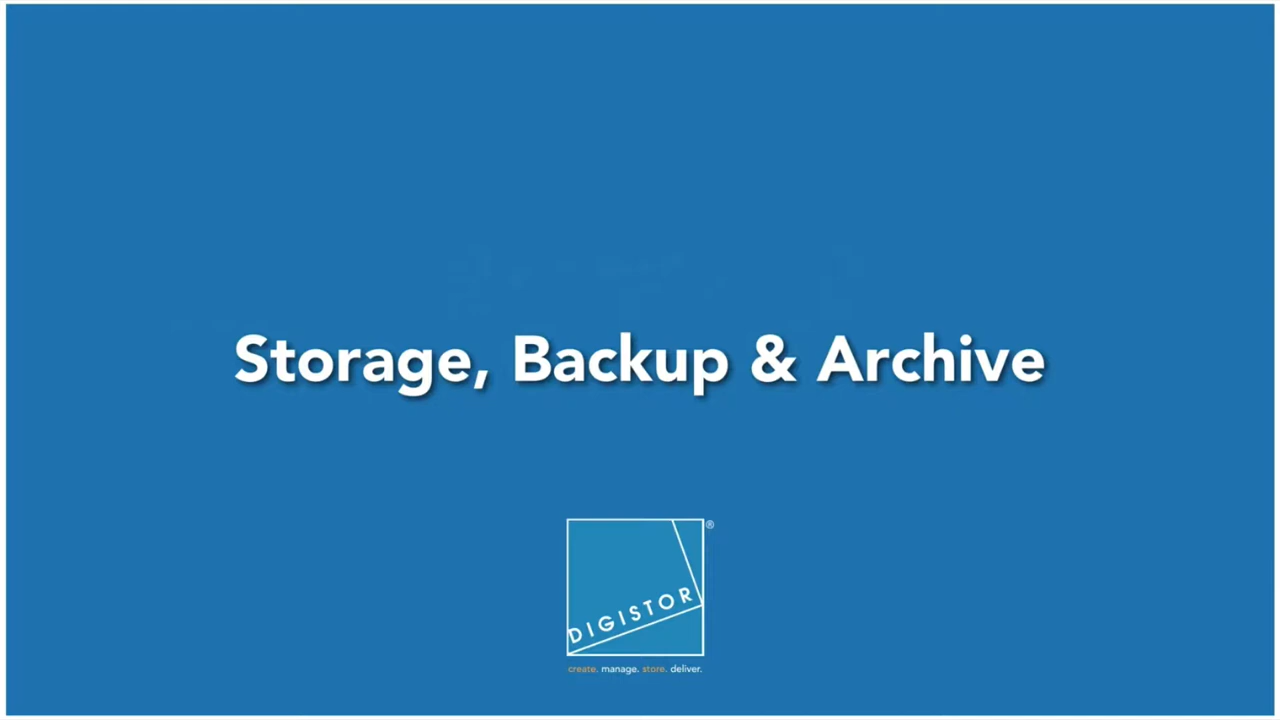 Storage, Backup & Archive
®
DIGISTOR
create. manage. store. deliver.